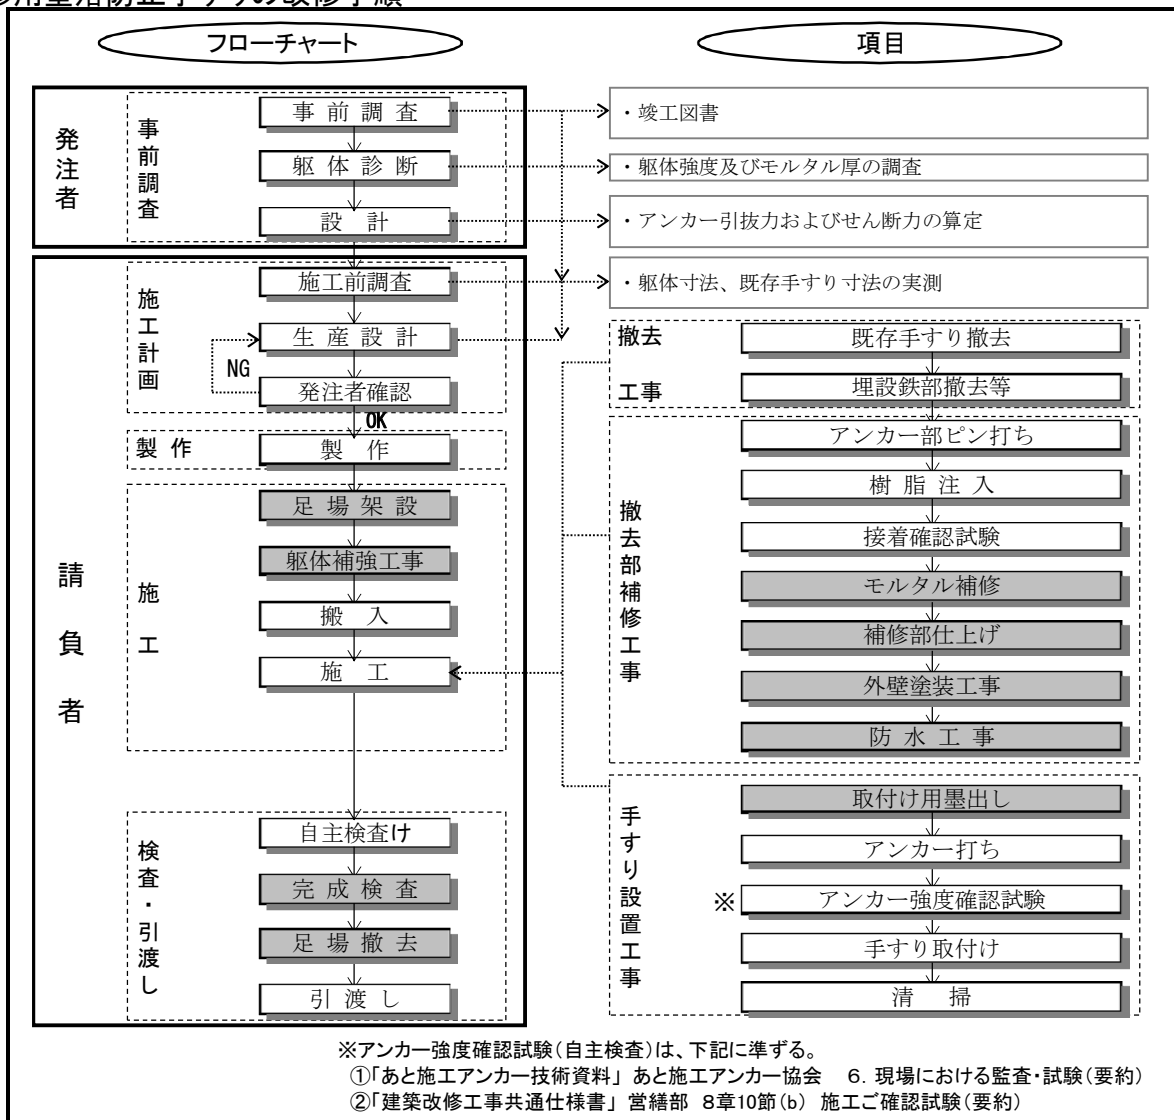 用墜落防止手すりの改修手順
フローチャート
項目
発注者
事前調査
事 前 調 査
躯 体 診 断
設 計
・竣工図書
・躯体強度及びモルタル厚の調査
・アンカー引抜力およびせん断力の算定
請負者
施工計画
施工前調査
生 産 設 計
NG
発注者確認
OK
・躯体寸法、既存手すり寸法の実測
製 作
製 作
施工
足 場 架 設
躯体補強工事
搬 入
施 工
検査・引渡し
自主検査け
完 成 検 査
足 場 撤 去
引 渡 し
撤去
工事
既存手すり撤去
埋設鉄部撤去等
撤去部補修工事
アンカー部ピン打ち
樹 脂 注 入
接着確認試験
モルタル補修
補修部仕上げ
外壁塗装工事
防 水 工 事
手すり設置工事
取付け用墨出し
アンカー打ち
※
アンカー強度確認試験
手すり取付け
清 掃
※アンカー強度確認試験(自主検査)は、下記に準ずる。
①「あと施工アンカー技術資料」 あと施工アンカー協会 6. 現場における監査・試験(要約)
②「建築改修工事共通仕様書」 営繕部 8章10節(b) 施工ご確認試験(要約)